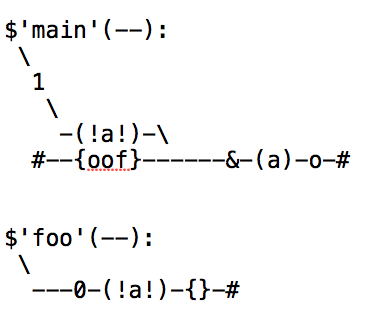 $'main'(--):
 \
  1
   \
    -(!a!)-\
  #--{oof}------&-(a)-o-#
$'foo'(--):
 \
  ---0-(!a!)-{}-#